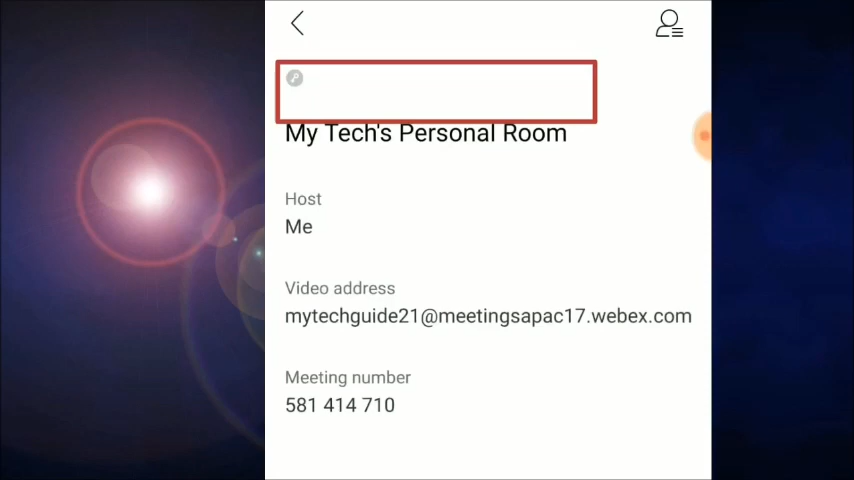 My Tech's Personal Room
Host
Me
Video address
mytechguide21@meetingsapac17.webex.com
Meeting number
581 414 710